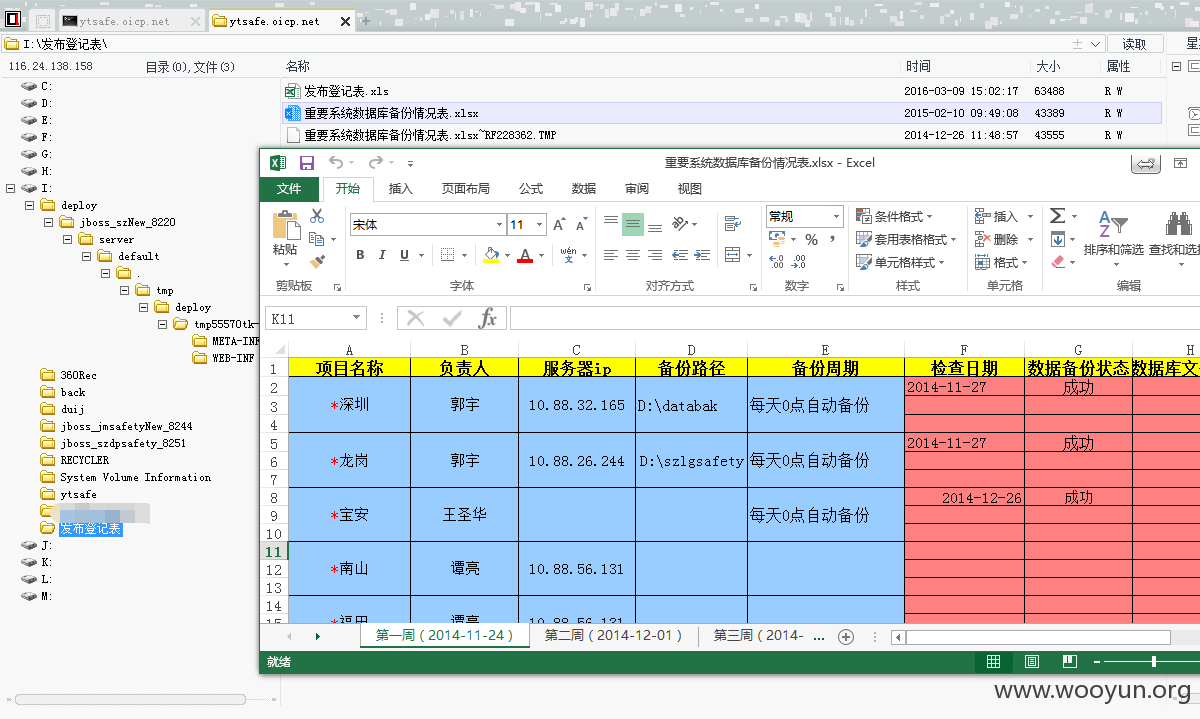 ytsafe.oicp.net
ytsafe.oicp.net
I:\发布登记表\
读取
116.24.138.158
目录(0),文件(3)
名称
时间
大小
属性
发布登记表.xls
2016-03-09 15:02:17
63488
R W
重要系统数据库备份情况表.xlsx
2015-02-10 09:49:08
43389
R W
重要系统数据库备份情况表.xlsx~RF228362.TMP
2014-12-26 11:48:57
43555
R W
C:
D:
E:
F:
G:
H:
I:
deploy
jboss_szNew_8220
server
default
.
tmp
deploy
tmp55570tk-
META-INF
WEB-INF
360Rec
back
duij
jboss_jmsafetyNew_8244
jboss_szdpsafety_8251
RECYCLER
System Volume Information
ytsafe
发布登记表
J:
K:
L:
M:
重要系统数据库备份情况表.xlsx - Excel
文件
开始
插入
页面布局
公式
数据
审阅
视图
粘贴
剪贴板
宋体
11
B I U
字体
对齐方式
常规
数字
条件格式
套用表格格式
单元格样式
样式
插入
删除
格式
单元格
排序和筛选
查找和选
编辑
K11
fx
A B C D E F G H
1 项目名称 负责人 服务器ip 备份路径 备份周期 检查日期 数据备份状态 数据库文
2 2014-11-27 成功
3 *深圳 郭宇 10.88.32.165 D:\databak 每天0点自动备份
4
5 2014-11-27 成功
6 *龙岗 郭宇 10.88.26.244 D:\szlgsafety 每天0点自动备份
7
8 2014-12-26 成功
9 *宝安 王圣华 每天0点自动备份
10
11
12 *南山 谭亮 10.88.56.131
13
14
15 *福田 谭亮 10.88.56.131
第一周(2014-11-24)
第二周(2014-12-01)
第三周(2014- ...
就绪
www.wooyun.org